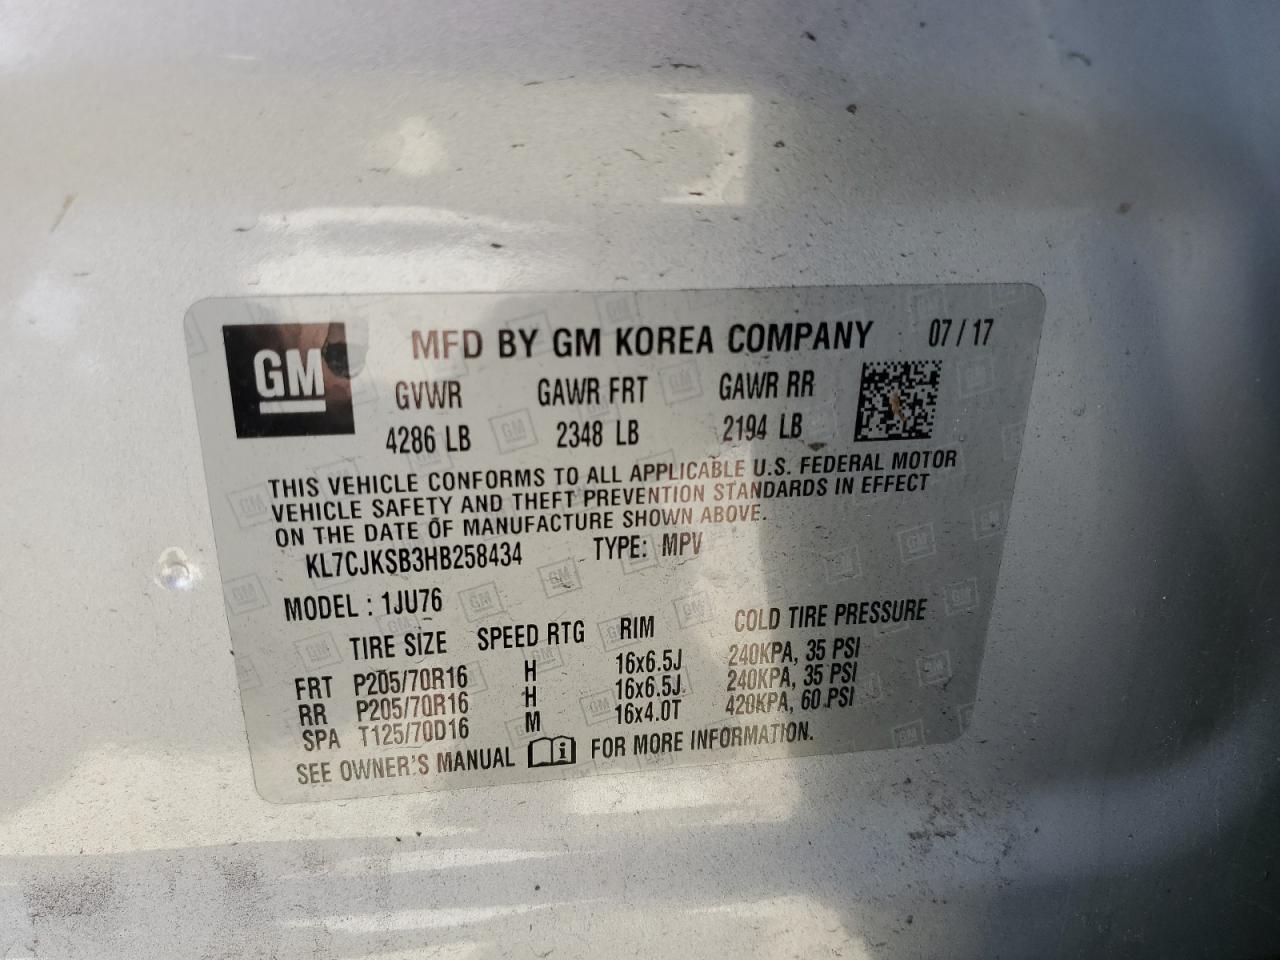 GM
MFD BY GM KOREA COMPANY 07/17
GVWR GAWR FRT GAWR RR
4286 LB 2348 LB 2194 LB
THIS VEHICLE CONFORMS TO ALL APPLICABLE U.S. FEDERAL MOTOR
VEHICLE SAFETY AND THEFT PREVENTION STANDARDS IN EFFECT
ON THE DATE OF MANUFACTURE SHOWN ABOVE.
KL7CJKSB3HB258434 TYPE: MPV
MODEL : 1JU76
TIRE SIZE SPEED RTG RIM COLD TIRE PRESSURE
FRT P205/70R16 H 16x6.5J 240KPA, 35 PSI
RR P205/70R16 H 16x6.5J 240KPA, 35 PSI
SPA T125/70D16 M 16x4.0T 420KPA, 60 PSI
SEE OWNER'S MANUAL i FOR MORE INFORMATION.